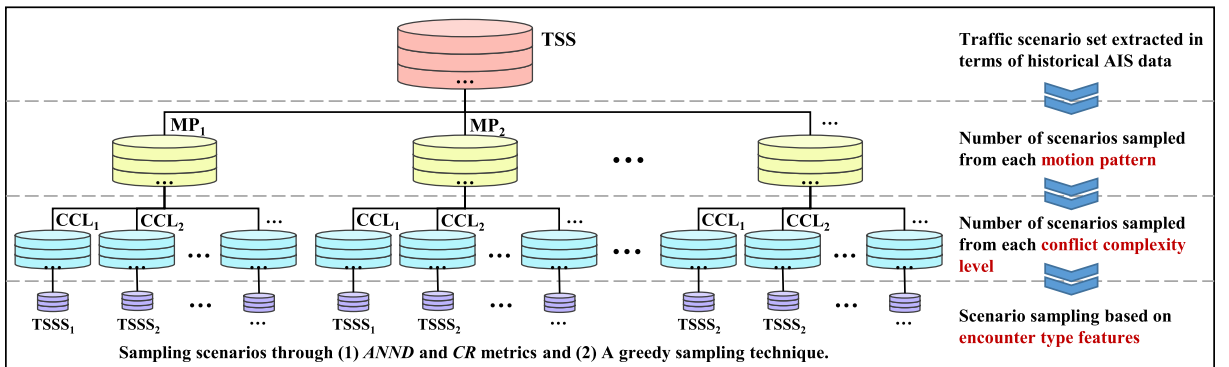 TSS
Traffic scenario set extracted in
terms of historical AIS data
...
MP1
MP2
...
Number of scenarios sampled
from each motion pattern
...
...
...
...
CCL1
CCL2
...
CCL1
CCL2
...
CCL1
CCL2
...
Number of scenarios sampled
from each conflict complexity
level
...
...
...
...
...
...
...
...
...
...
...
...
...
TSSS1
TSSS2
...
TSSS1
TSSS2
...
TSSS2
TSSS2
...
Scenario sampling based on
encounter type features
Sampling scenarios through (1) ANND and CR metrics and (2) A greedy sampling technique.